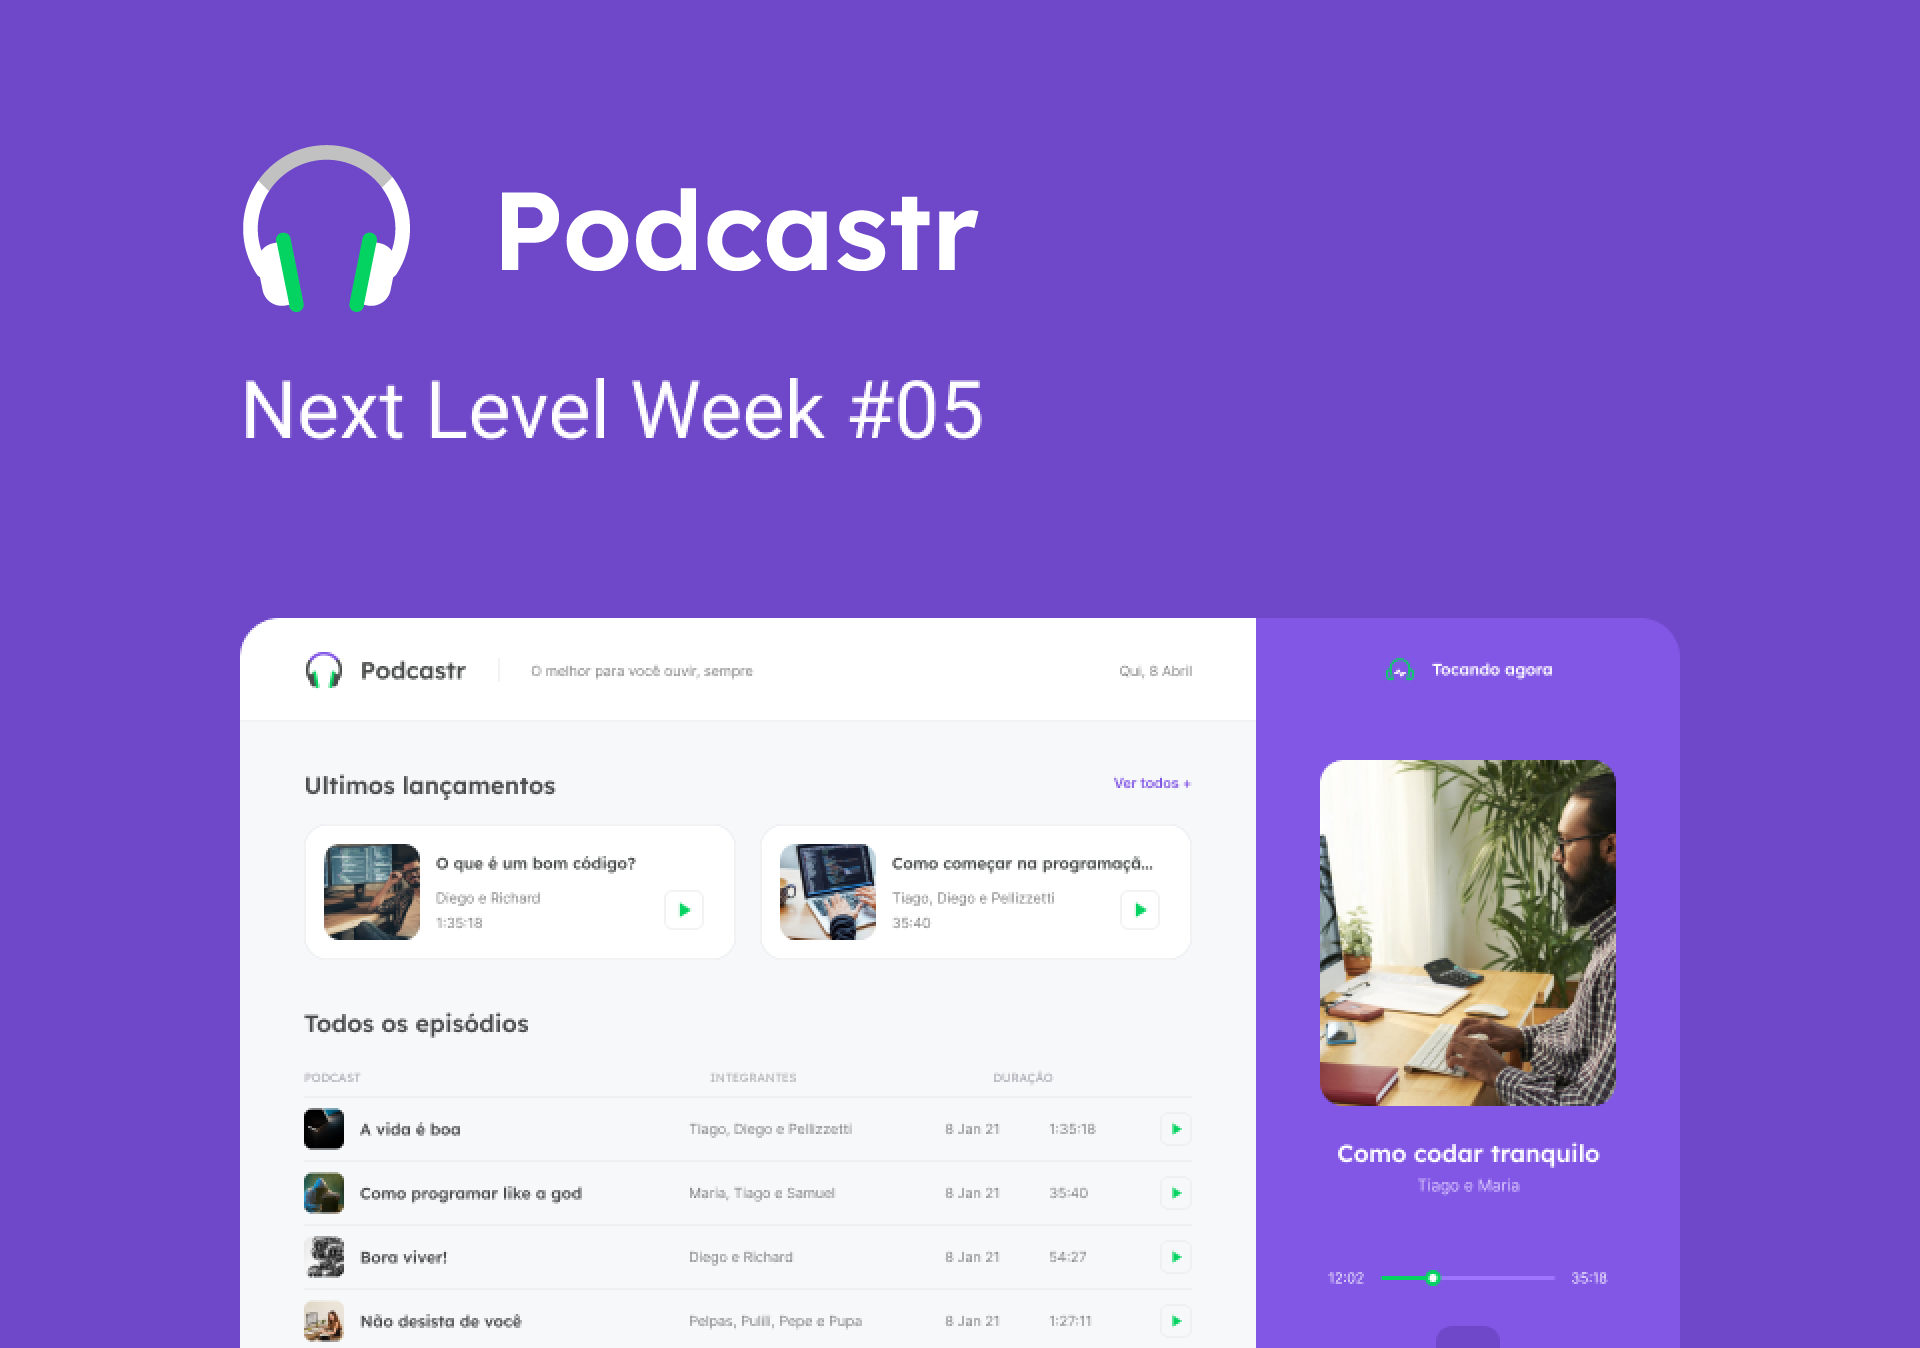 Podcastr
Next Level Week #05
Podcastr
O melhor para você ouvir, sempre
Qui, 8 Abril
Tocando agora
Ultimos lançamentos
Ver todos +
O que é um bom código?
Diego e Richard
1:35:18
Como começar na programaçã...
Tiago, Diego e Pellizzetti
35:40
Todos os episódios
PODCAST INTEGRANTES DURAÇÃO
A vida é boa Tiago, Diego e Pellizzetti 8 Jan 21 1:35:18
Como programar like a god Maria, Tiago e Samuel 8 Jan 21 35:40
Bora viver! Diego e Richard 8 Jan 21 54:27
Não desista de você Pelpas, Pulili, Pepe e Pupa 8 Jan 21 1:27:11
Como codar tranquilo
Tiago e Maria
12:02 35:18